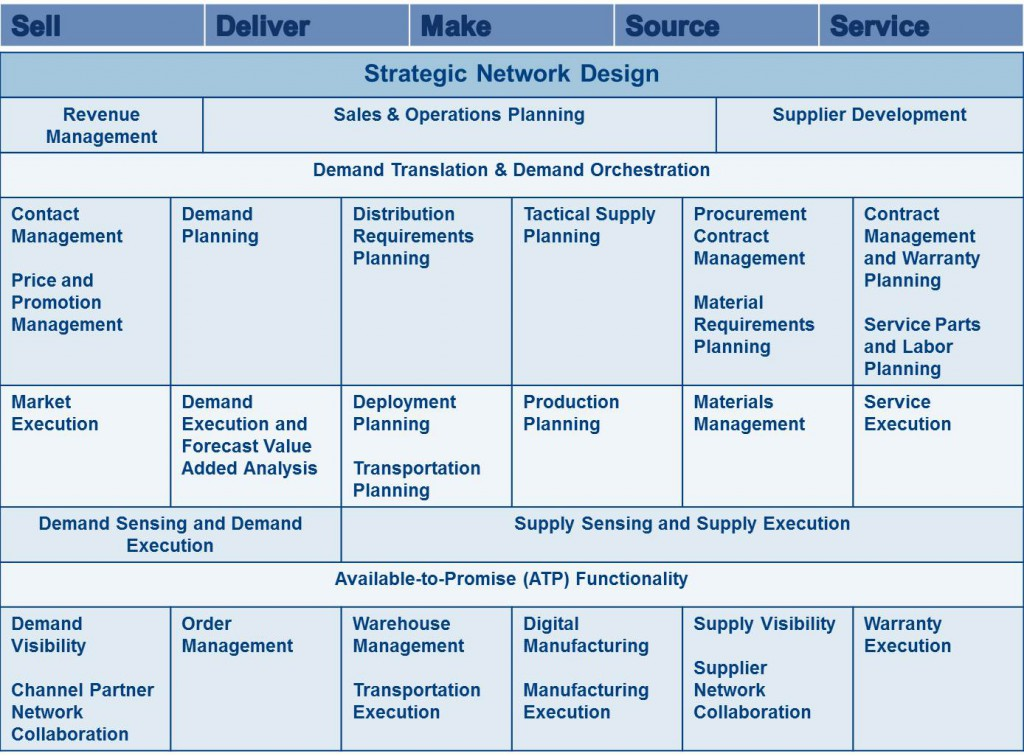 Sell
Deliver
Make
Source
Service
Strategic Network Design
Revenue
Management
Sales & Operations Planning
Supplier Development
Demand Translation & Demand Orchestration
Contact
Management
Price and
Promotion
Management
Demand
Planning
Distribution
Requirements
Planning
Tactical Supply
Planning
Procurement
Contract
Management
Material
Requirements
Planning
Contract
Management
and Warranty
Planning
Service Parts
and Labor
Planning
Market
Execution
Demand
Execution and
Forecast Value
Added Analysis
Deployment
Planning
Transportation
Planning
Production
Planning
Materials
Management
Service
Execution
Demand Sensing and Demand
Execution
Supply Sensing and Supply Execution
Available-to-Promise (ATP) Functionality
Demand
Visibility
Channel Partner
Network
Collaboration
Order
Management
Warehouse
Management
Transportation
Execution
Digital
Manufacturing
Manufacturing
Execution
Supply Visibility
Supplier
Network
Collaboration
Warranty
Execution